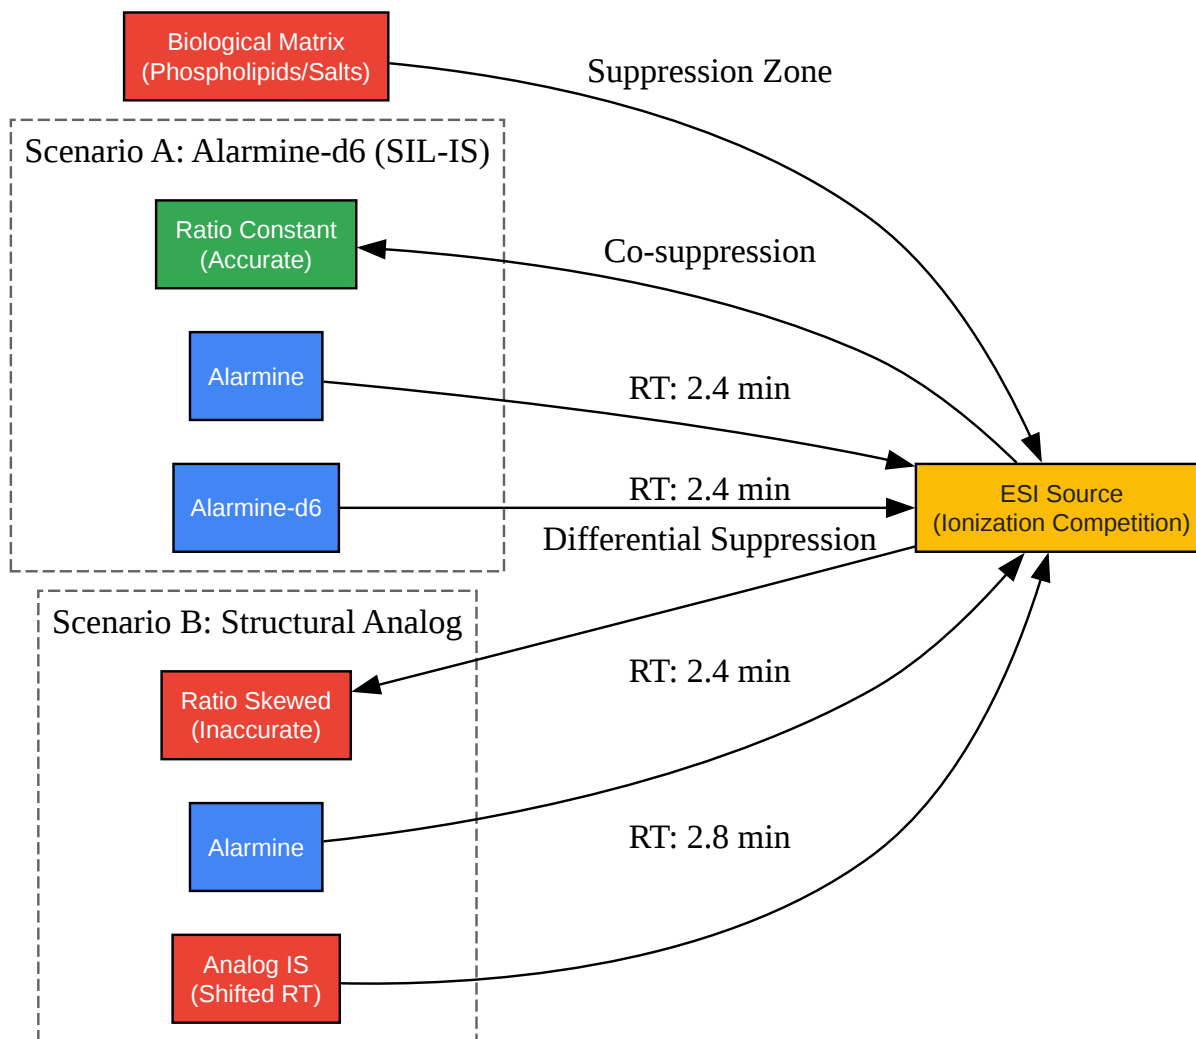 Biological Matrix
(Phospholipids/Salts)
Suppression Zone
Scenario A: Alarmine-d6 (SIL-IS)
Ratio Constant
(Accurate)
Co-suppression
Alarmine
RT: 2.4 min
Alarmine-d6
RT: 2.4 min
ESI Source
(Ionization Competition)
Differential Suppression
Scenario B: Structural Analog
Ratio Skewed
(Inaccurate)
RT: 2.4 min
Alarmine
RT: 2.8 min
Analog IS
(Shifted RT)